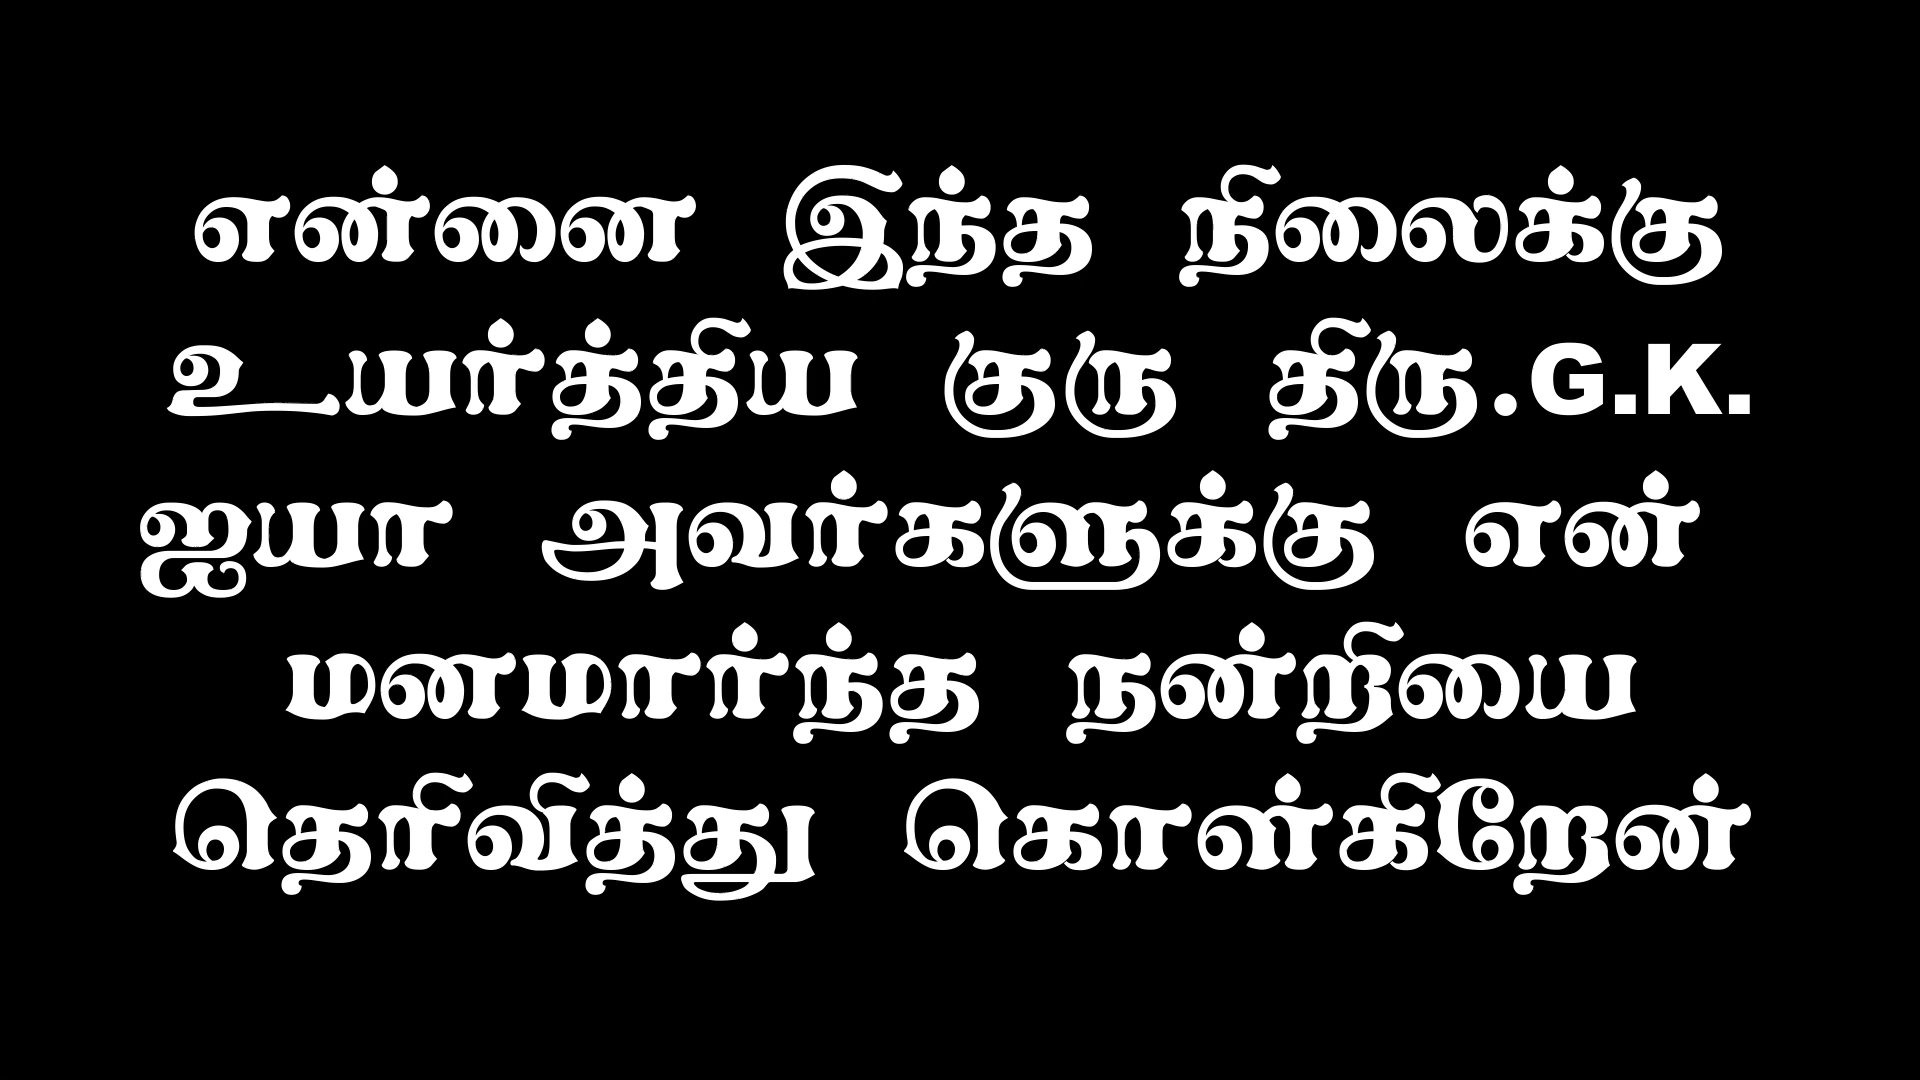 என்னை இந்த நிலைக்கு
உயர்த்திய குரு திரு.G.K.
ஐயா அவர்களுக்கு என்
மனமார்ந்த நன்றியை
தெரிவித்து கொள்கிறேன்